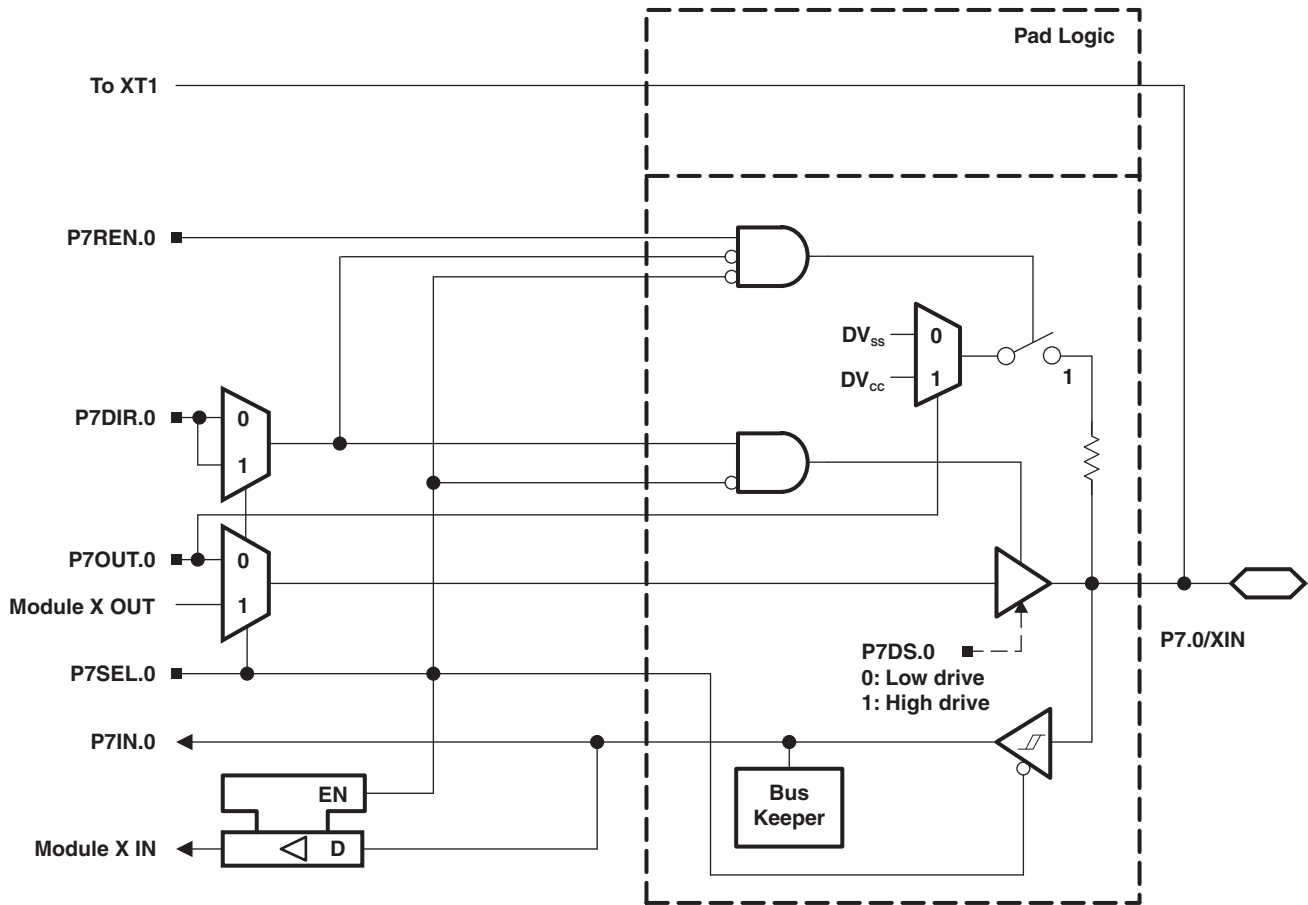 Pad Logic
To XT1
P7REN.0
DVSS
0
DVCC
1
1
P7DIR.0
0
1
P7OUT.0
0
Module X OUT
1
P7DS.0
0: Low drive
1: High drive
P7.0/XIN
P7SEL.0
P7IN.0
Bus
Keeper
EN
Module X IN
D